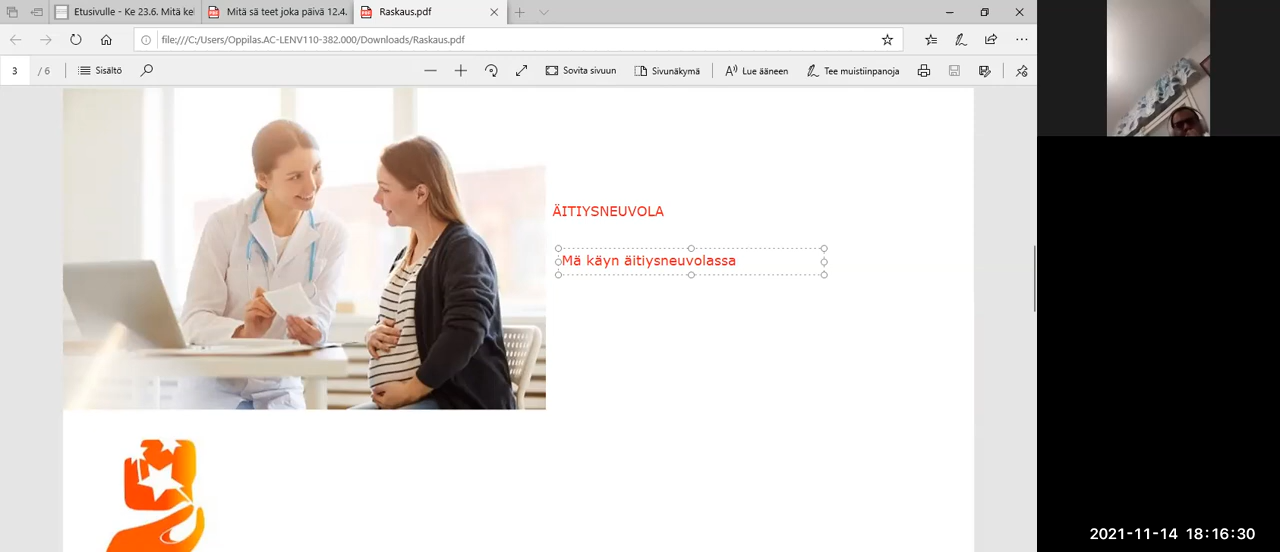 Etusivulle - Ke 23.6. Mitä ke
Mitä sä teet joka päivä 12.4.
Raskaus.pdf
file:///C:/Users/Oppilas.AC-LENV110-382.000/Downloads/Raskaus.pdf
3 / 6
Sisältö
Sovita sivuun
Sivunäkymä
Lue ääneen
Tee muistiinpanoja
ÄITIYSNEUVOLA
Mä käyn äitiysneuvolassa
2021-11-14 18:16:30